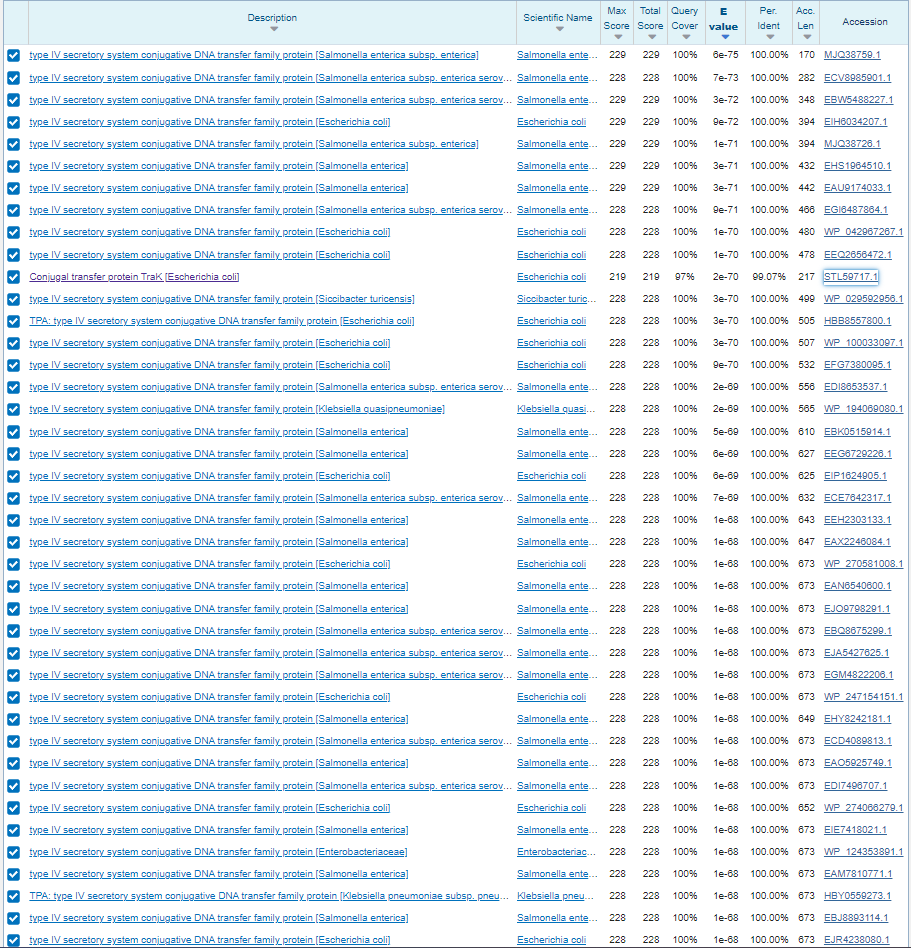 Description Scientific Name Max Score Total Score Query Cover E value Per. Ident Acc. Len Accession
type IV secretory system conjugative DNA transfer family protein [Salmonella enterica subsp. enterica] Salmonella ente... 229 229 100% 6e-75 100.00% 170 MJQ38759.1
type IV secretory system conjugative DNA transfer family protein [Salmonella enterica subsp. enterica serov... Salmonella ente... 228 228 100% 7e-73 100.00% 282 ECV8985901.1
type IV secretory system conjugative DNA transfer family protein [Salmonella enterica subsp. enterica serov... Salmonella ente... 229 229 100% 3e-72 100.00% 348 EBW5488227.1
type IV secretory system conjugative DNA transfer family protein [Escherichia coli] Escherichia coli 229 229 100% 9e-72 100.00% 394 EIH6034207.1
type IV secretory system conjugative DNA transfer family protein [Salmonella enterica subsp. enterica] Salmonella ente... 229 229 100% 1e-71 100.00% 394 MJQ38726.1
type IV secretory system conjugative DNA transfer family protein [Salmonella enterica] Salmonella ente... 229 229 100% 3e-71 100.00% 432 EHS1964510.1
type IV secretory system conjugative DNA transfer family protein [Salmonella enterica] Salmonella ente... 229 229 100% 3e-71 100.00% 442 EAU9174033.1
type IV secretory system conjugative DNA transfer family protein [Salmonella enterica subsp. enterica serov... Salmonella ente... 228 228 100% 9e-71 100.00% 466 EGI6487864.1
type IV secretory system conjugative DNA transfer family protein [Escherichia coli] Escherichia coli 228 228 100% 1e-70 100.00% 480 WP_042967267.1
type IV secretory system conjugative DNA transfer family protein [Escherichia coli] Escherichia coli 228 228 100% 1e-70 100.00% 478 EEQ2656472.1
Conjugal transfer protein TraK [Escherichia coli] Escherichia coli 219 219 97% 2e-70 99.07% 217 STL59717.1
type IV secretory system conjugative DNA transfer family protein [Siccibacter turicensis] Siccibacter turic... 228 228 100% 3e-70 100.00% 499 WP_029592956.1
TPA: type IV secretory system conjugative DNA transfer family protein [Escherichia coli] Escherichia coli 228 228 100% 3e-70 100.00% 505 HBB8557800.1
type IV secretory system conjugative DNA transfer family protein [Escherichia coli] Escherichia coli 228 228 100% 3e-70 100.00% 507 WP_100033097.1
type IV secretory system conjugative DNA transfer family protein [Escherichia coli] Escherichia coli 228 228 100% 9e-70 100.00% 532 EFG7380095.1
type IV secretory system conjugative DNA transfer family protein [Salmonella enterica subsp. enterica serov... Salmonella ente... 228 228 100% 2e-69 100.00% 556 EDI8653537.1
type IV secretory system conjugative DNA transfer family protein [Klebsiella quasipneumoniae] Klebsiella quasi... 228 228 100% 2e-69 100.00% 565 WP_194069080.1
type IV secretory system conjugative DNA transfer family protein [Salmonella enterica] Salmonella ente... 228 228 100% 5e-69 100.00% 610 EBK0515914.1
type IV secretory system conjugative DNA transfer family protein [Salmonella enterica] Salmonella ente... 228 228 100% 6e-69 100.00% 627 EEG6729226.1
type IV secretory system conjugative DNA transfer family protein [Escherichia coli] Escherichia coli 228 228 100% 6e-69 100.00% 625 EIP1624905.1
type IV secretory system conjugative DNA transfer family protein [Salmonella enterica subsp. enterica serov... Salmonella ente... 228 228 100% 7e-69 100.00% 632 ECE7642317.1
type IV secretory system conjugative DNA transfer family protein [Salmonella enterica] Salmonella ente... 228 228 100% 1e-68 100.00% 643 EEH2303133.1
type IV secretory system conjugative DNA transfer family protein [Salmonella enterica] Salmonella ente... 228 228 100% 1e-68 100.00% 647 EAX2246084.1
type IV secretory system conjugative DNA transfer family protein [Escherichia coli] Escherichia coli 228 228 100% 1e-68 100.00% 673 WP_270581008.1
type IV secretory system conjugative DNA transfer family protein [Salmonella enterica] Salmonella ente... 228 228 100% 1e-68 100.00% 673 EAN6540600.1
type IV secretory system conjugative DNA transfer family protein [Salmonella enterica] Salmonella ente... 228 228 100% 1e-68 100.00% 673 EJO9798291.1
type IV secretory system conjugative DNA transfer family protein [Salmonella enterica subsp. enterica serov... Salmonella ente... 228 228 100% 1e-68 100.00% 673 EBQ8675299.1
type IV secretory system conjugative DNA transfer family protein [Salmonella enterica subsp. enterica serov... Salmonella ente... 228 228 100% 1e-68 100.00% 673 EJA5427625.1
type IV secretory system conjugative DNA transfer family protein [Salmonella enterica subsp. enterica serov... Salmonella ente... 228 228 100% 1e-68 100.00% 673 EGM4822206.1
type IV secretory system conjugative DNA transfer family protein [Escherichia coli] Escherichia coli 228 228 100% 1e-68 100.00% 673 WP_247154151.1
type IV secretory system conjugative DNA transfer family protein [Salmonella enterica] Salmonella ente... 228 228 100% 1e-68 100.00% 649 EHY8242181.1
type IV secretory system conjugative DNA transfer family protein [Salmonella enterica subsp. enterica serov... Salmonella ente... 228 228 100% 1e-68 100.00% 673 ECD4089813.1
type IV secretory system conjugative DNA transfer family protein [Salmonella enterica] Salmonella ente... 228 228 100% 1e-68 100.00% 673 EAO5925749.1
type IV secretory system conjugative DNA transfer family protein [Salmonella enterica subsp. enterica serov... Salmonella ente... 228 228 100% 1e-68 100.00% 673 EDI7496707.1
type IV secretory system conjugative DNA transfer family protein [Escherichia coli] Escherichia coli 228 228 100% 1e-68 100.00% 652 WP_274066279.1
type IV secretory system conjugative DNA transfer family protein [Salmonella enterica] Salmonella ente... 228 228 100% 1e-68 100.00% 673 EIE7418021.1
type IV secretory system conjugative DNA transfer family protein [Enterobacteriaceae] Enterobacteriac... 228 228 100% 1e-68 100.00% 673 WP_124353891.1
type IV secretory system conjugative DNA transfer family protein [Salmonella enterica] Salmonella ente... 228 228 100% 1e-68 100.00% 673 EAM7810771.1
TPA: type IV secretory system conjugative DNA transfer family protein [Klebsiella pneumoniae subsp. pneu... Klebsiella pneu... 228 228 100% 1e-68 100.00% 673 HBY0559273.1
type IV secretory system conjugative DNA transfer family protein [Salmonella enterica] Salmonella ente... 228 228 100% 1e-68 100.00% 673 EBJ8893114.1
type IV secretory system conjugative DNA transfer family protein [Escherichia coli] Escherichia coli 228 228 100% 1e-68 100.00% 673 EJR4238080.1